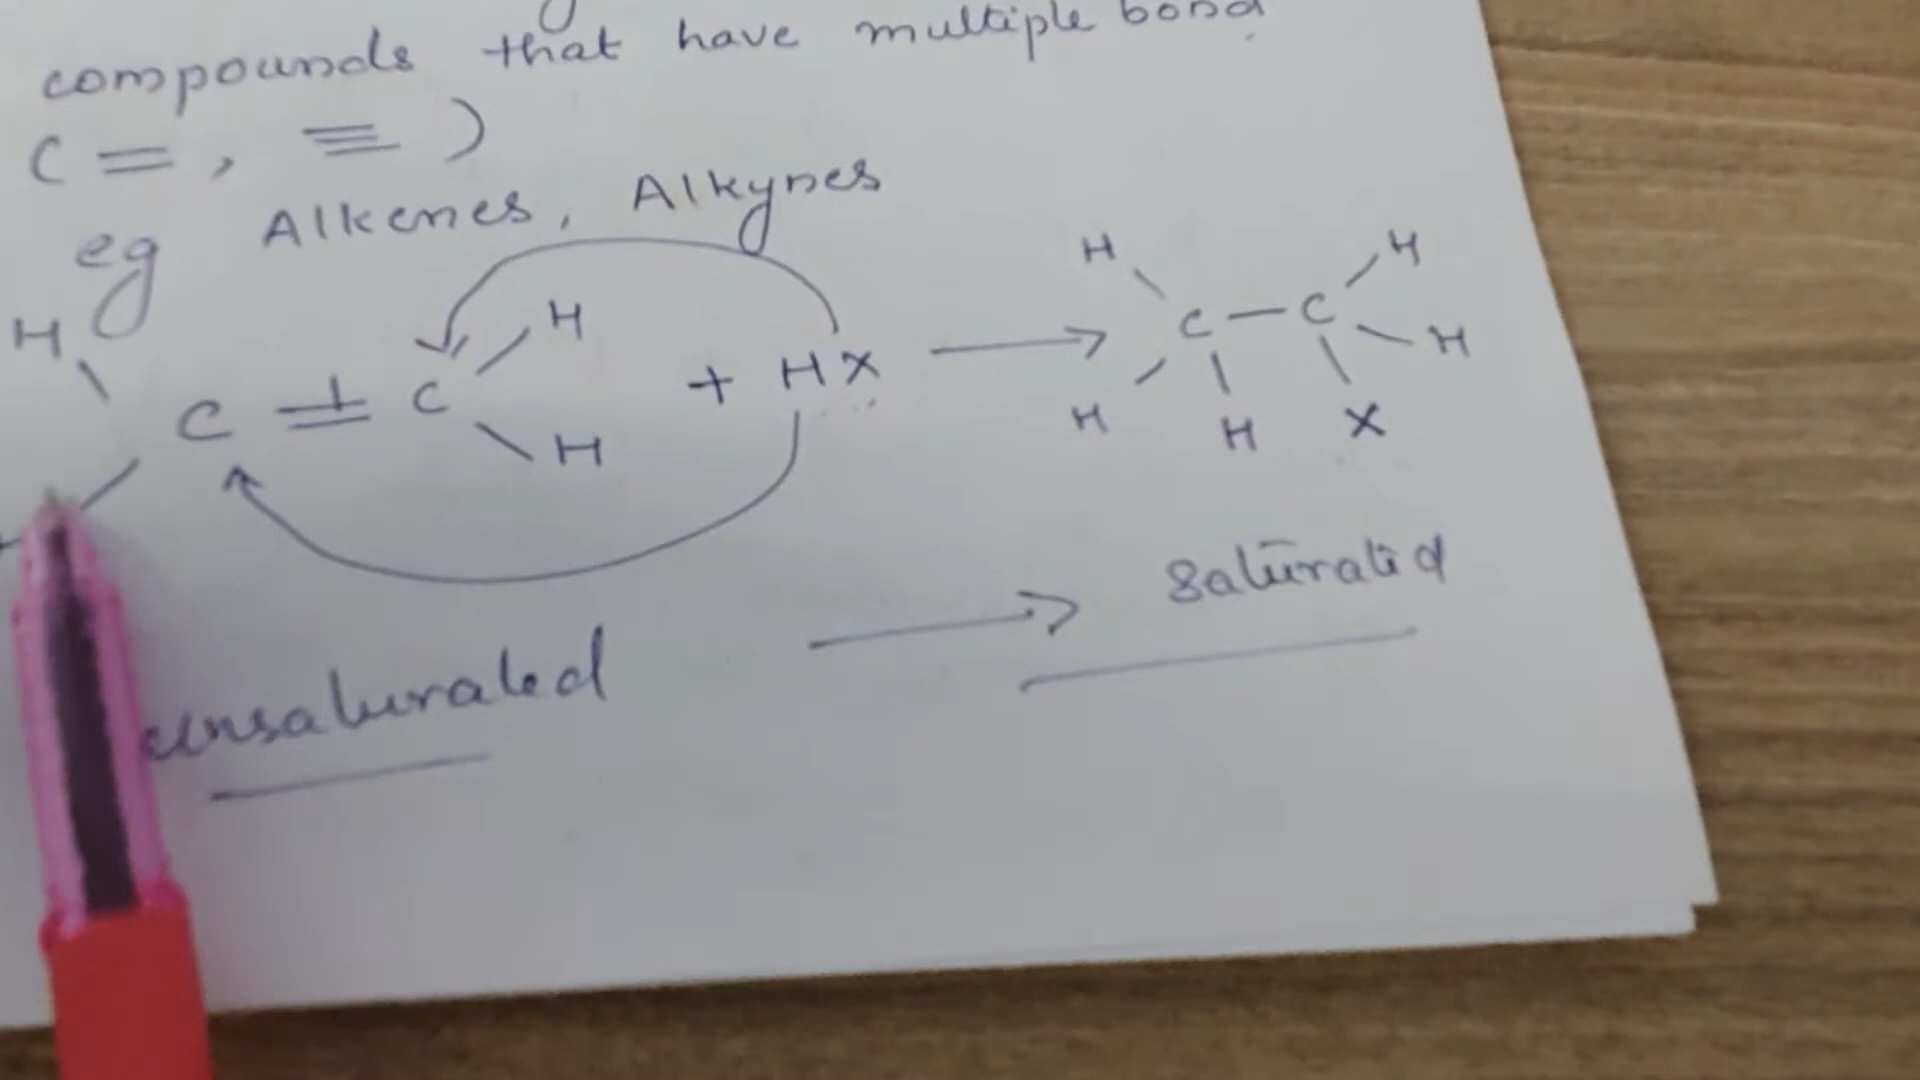 compounds that have multiple bond
( = , ≡ )
eg Alkenes, Alkynes
H H H H
C = C + HX → C — C H
H H H X
unsaturated → saturated